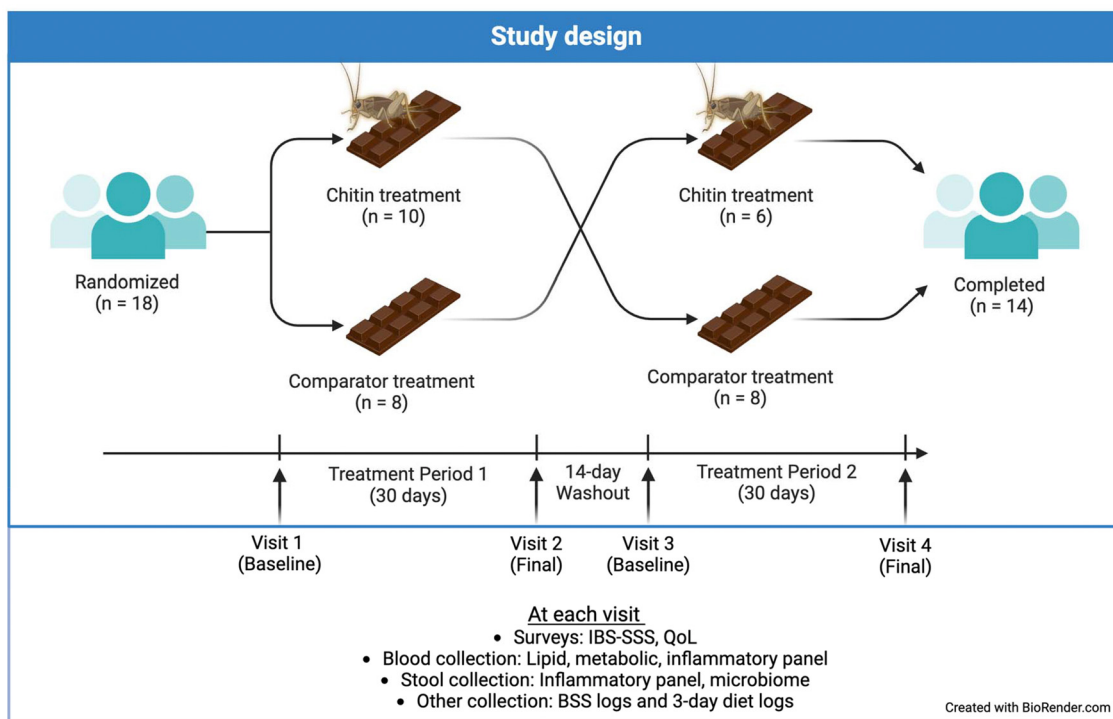 Study design
Chitin treatment
(n = 10)
Chitin treatment
(n = 6)
Randomized
(n = 18)
Completed
(n = 14)
Comparator treatment
(n = 8)
Comparator treatment
(n = 8)
Treatment Period 1
(30 days)
14-day
Washout
Treatment Period 2
(30 days)
Visit 1
(Baseline)
Visit 2
(Final)
Visit 3
(Baseline)
Visit 4
(Final)
At each visit
• Surveys: IBS-SSS, QoL
• Blood collection: Lipid, metabolic, inflammatory panel
• Stool collection: Inflammatory panel, microbiome
• Other collection: BSS logs and 3-day diet logs
Created with BioRender.com